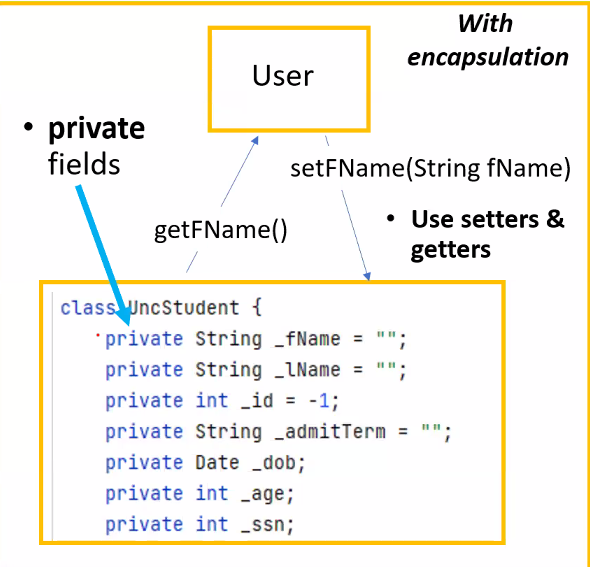 With
encapsulation
User
• private
fields
setFName(String fName)
getFName()
• Use setters &
getters
class UncStudent {
private String _fName = "";
private String _lName = "";
private int _id = -1;
private String _admitTerm = "";
private Date _dob;
private int _age;
private int _ssn;